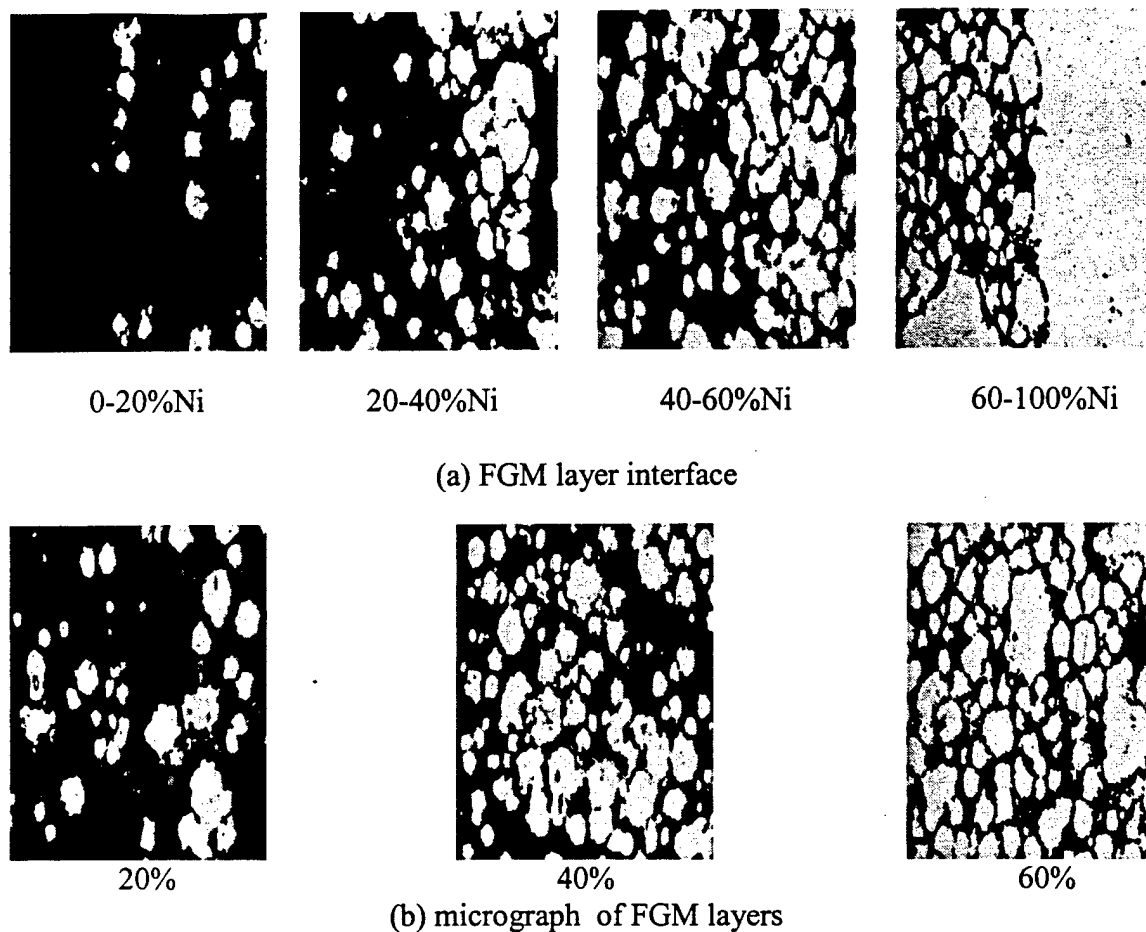 0-20%Ni 20-40%Ni 40-60%Ni 60-100%Ni
(a) FGM layer interface
20% 40% 60%
(b) micrograph of FGM layers